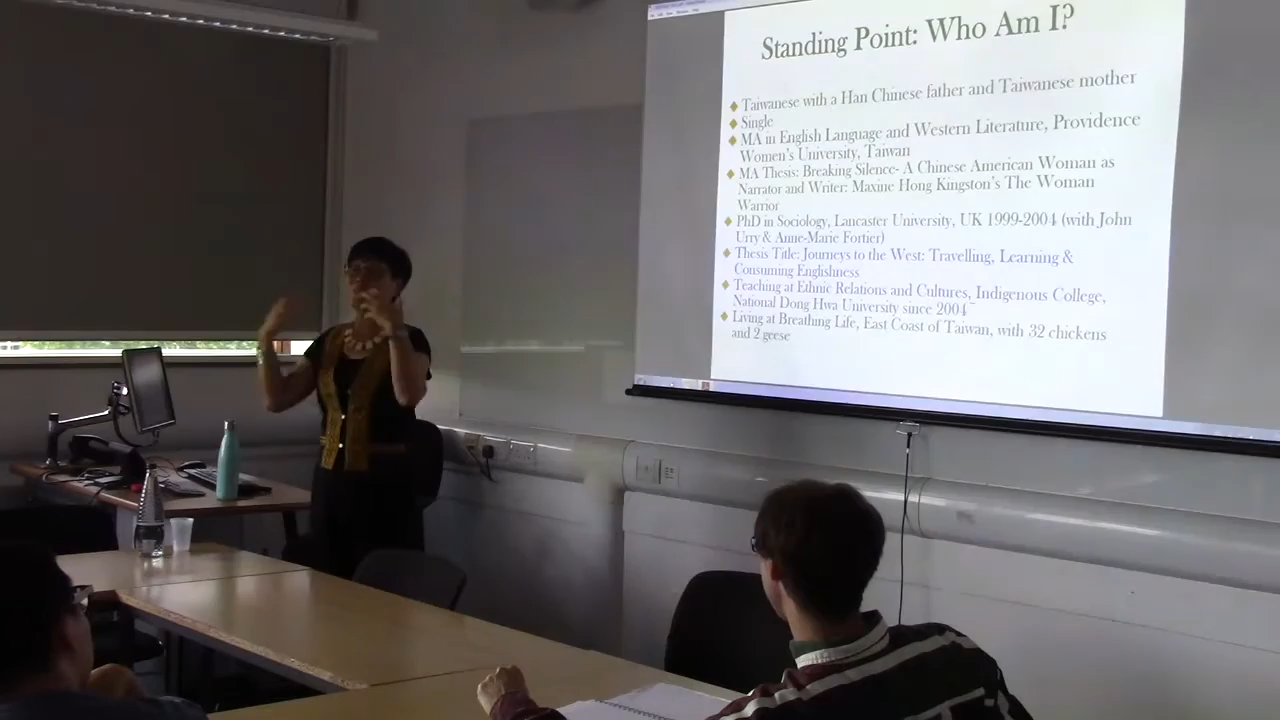 Standing Point: Who Am I?
Taiwanese with a Han Chinese father and Taiwanese mother
Single
MA in English Language and Western Literature, Providence
Women's University, Taiwan
MA Thesis: Breaking Silence- A Chinese American Woman as
Narrator and Writer: Maxine Hong Kingston's The Woman
Warrior
PhD in Sociology, Lancaster University, UK 1999-2004 (with John
Urry & Anne-Marie Fortier)
Thesis Title: Journeys to the West: Travelling, Learning &
Consuming Englishness
Teaching at Ethnic Relations and Cultures, Indigenous College,
National Dong Hwa University since 2004~
Living at Breathing Life, East Coast of Taiwan, with 32 chickens
and 2 geese